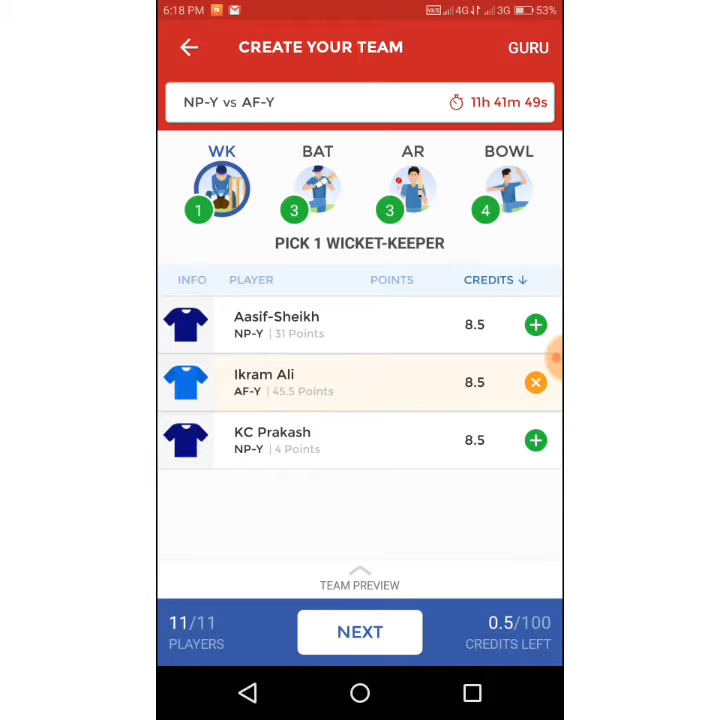 6:18 PM 4G 3G 53%
CREATE YOUR TEAM GURU
NP-Y vs AF-Y 11h 41m 49s
WK BAT AR BOWL
1 3 3 4
PICK 1 WICKET-KEEPER
INFO PLAYER POINTS CREDITS ↓
Aasif-Sheikh
NP-Y | 31 Points 8.5
Ikram Ali
AF-Y | 45.5 Points 8.5
KC Prakash
NP-Y | 4 Points 8.5
TEAM PREVIEW
11/11 NEXT 0.5/100
PLAYERS CREDITS LEFT